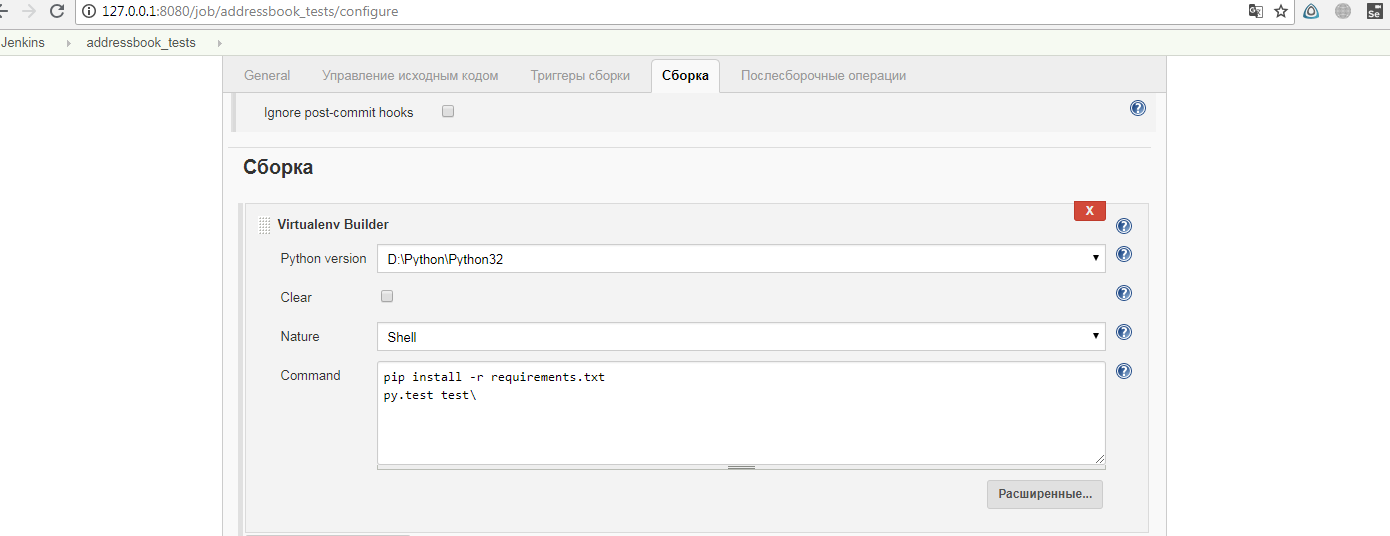 127.0.0.1:8080/job/addressbook_tests/configure
Se
Jenkins addressbook_tests
General Управление исходным кодом Триггеры сборки Сборка Послесборочные операции
Ignore post-commit hooks
Сборка
X
Virtualenv Builder
Python version D:\Python\Python32
Clear
Nature Shell
Command pip install -r requirements.txt
py.test test\
Расширенные...